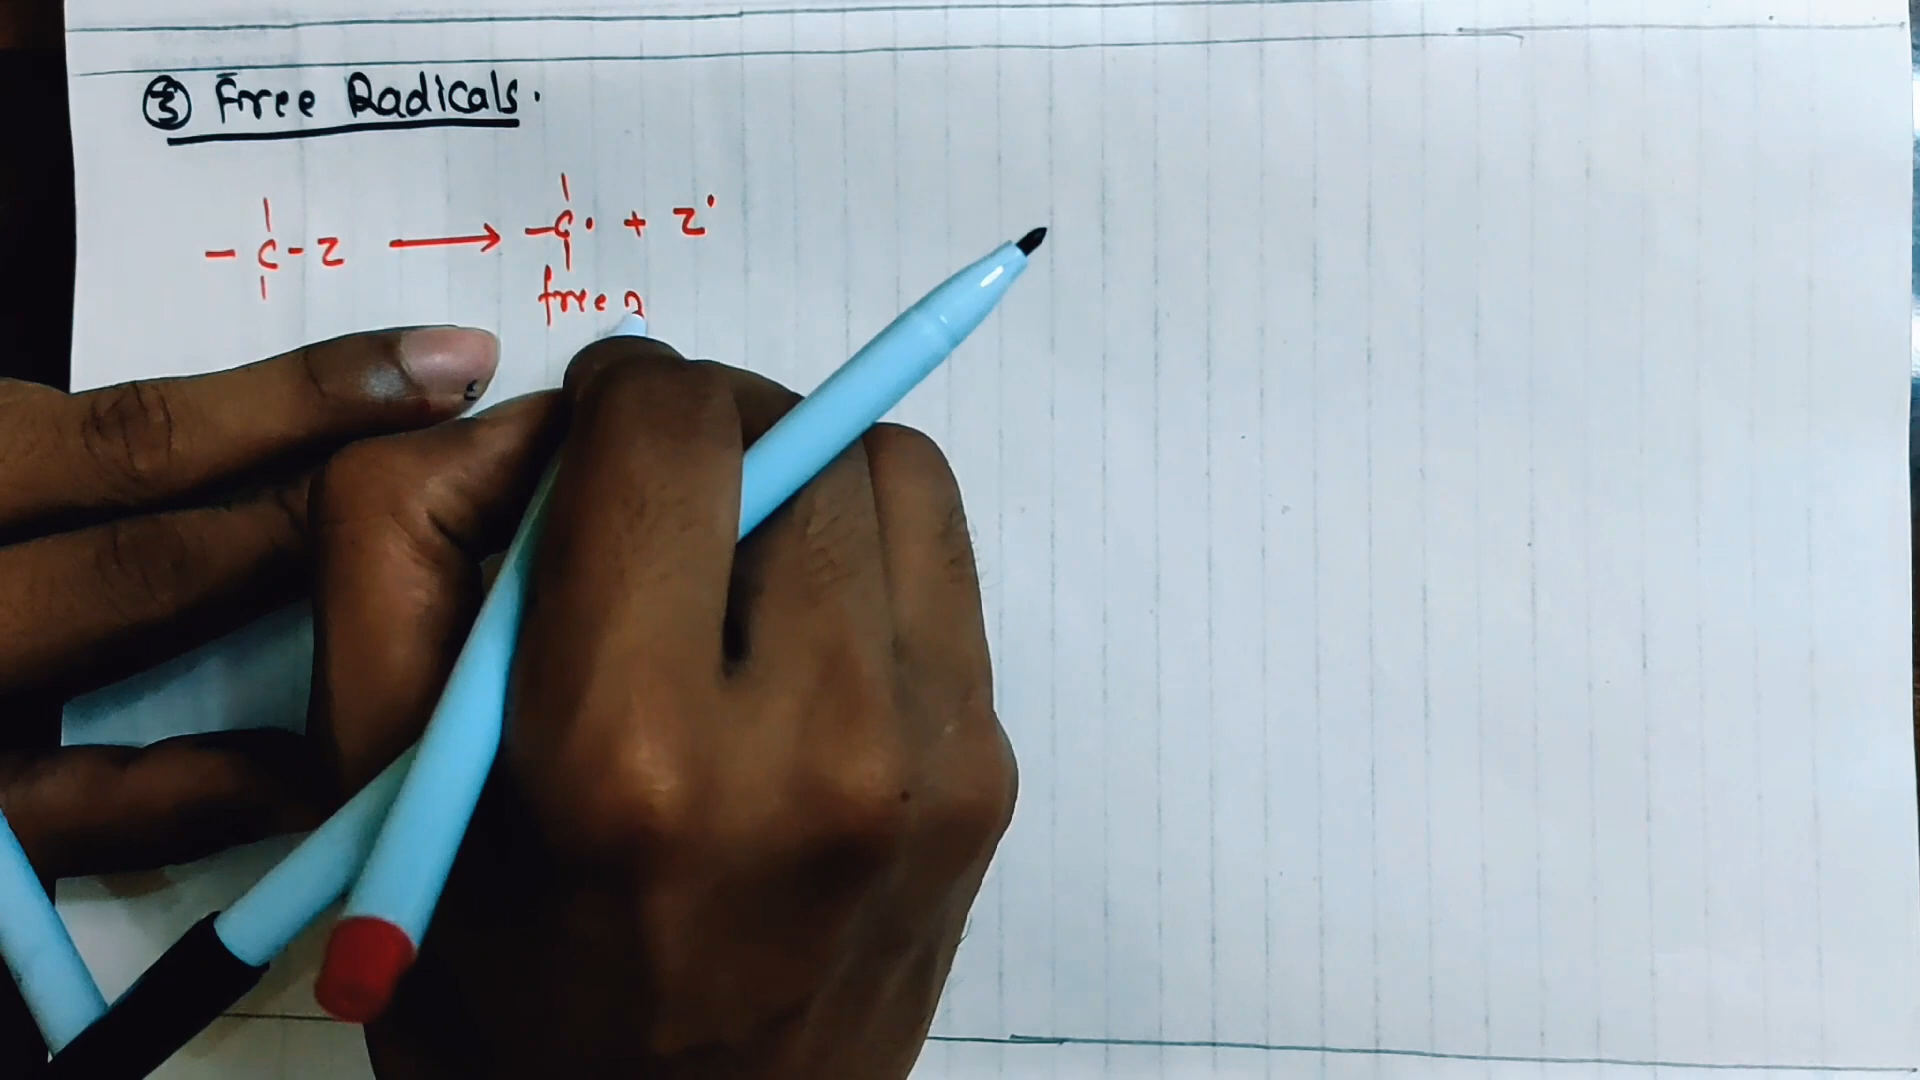 ③ Free Radicals.
- C - Z → - C • + Z•
free